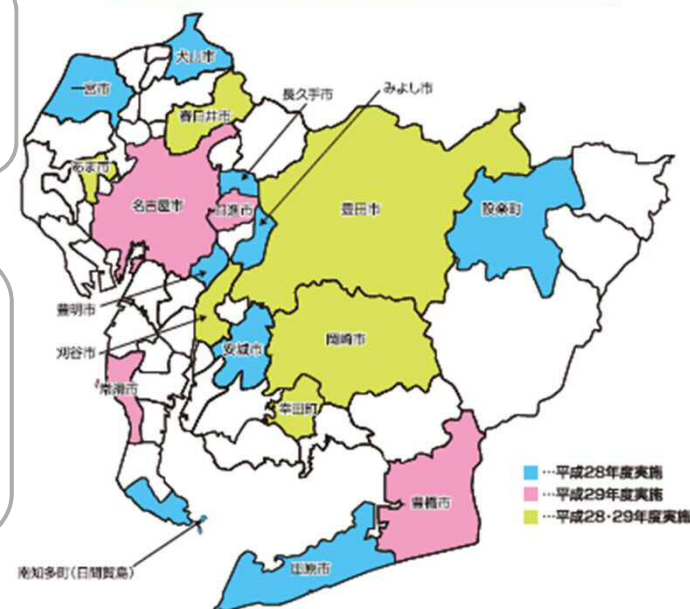 犬山市
一宮市
長久手市
みよし市
春日井市
あま市
名古屋市
日進市
豊田市
設楽町
豊明市
刈谷市
安城市
岡崎市
常滑市
幸田町
豊橋市
田原市
南知多町(日間賀島)
…平成28年度実施
…平成29年度実施
…平成28・29年度実施